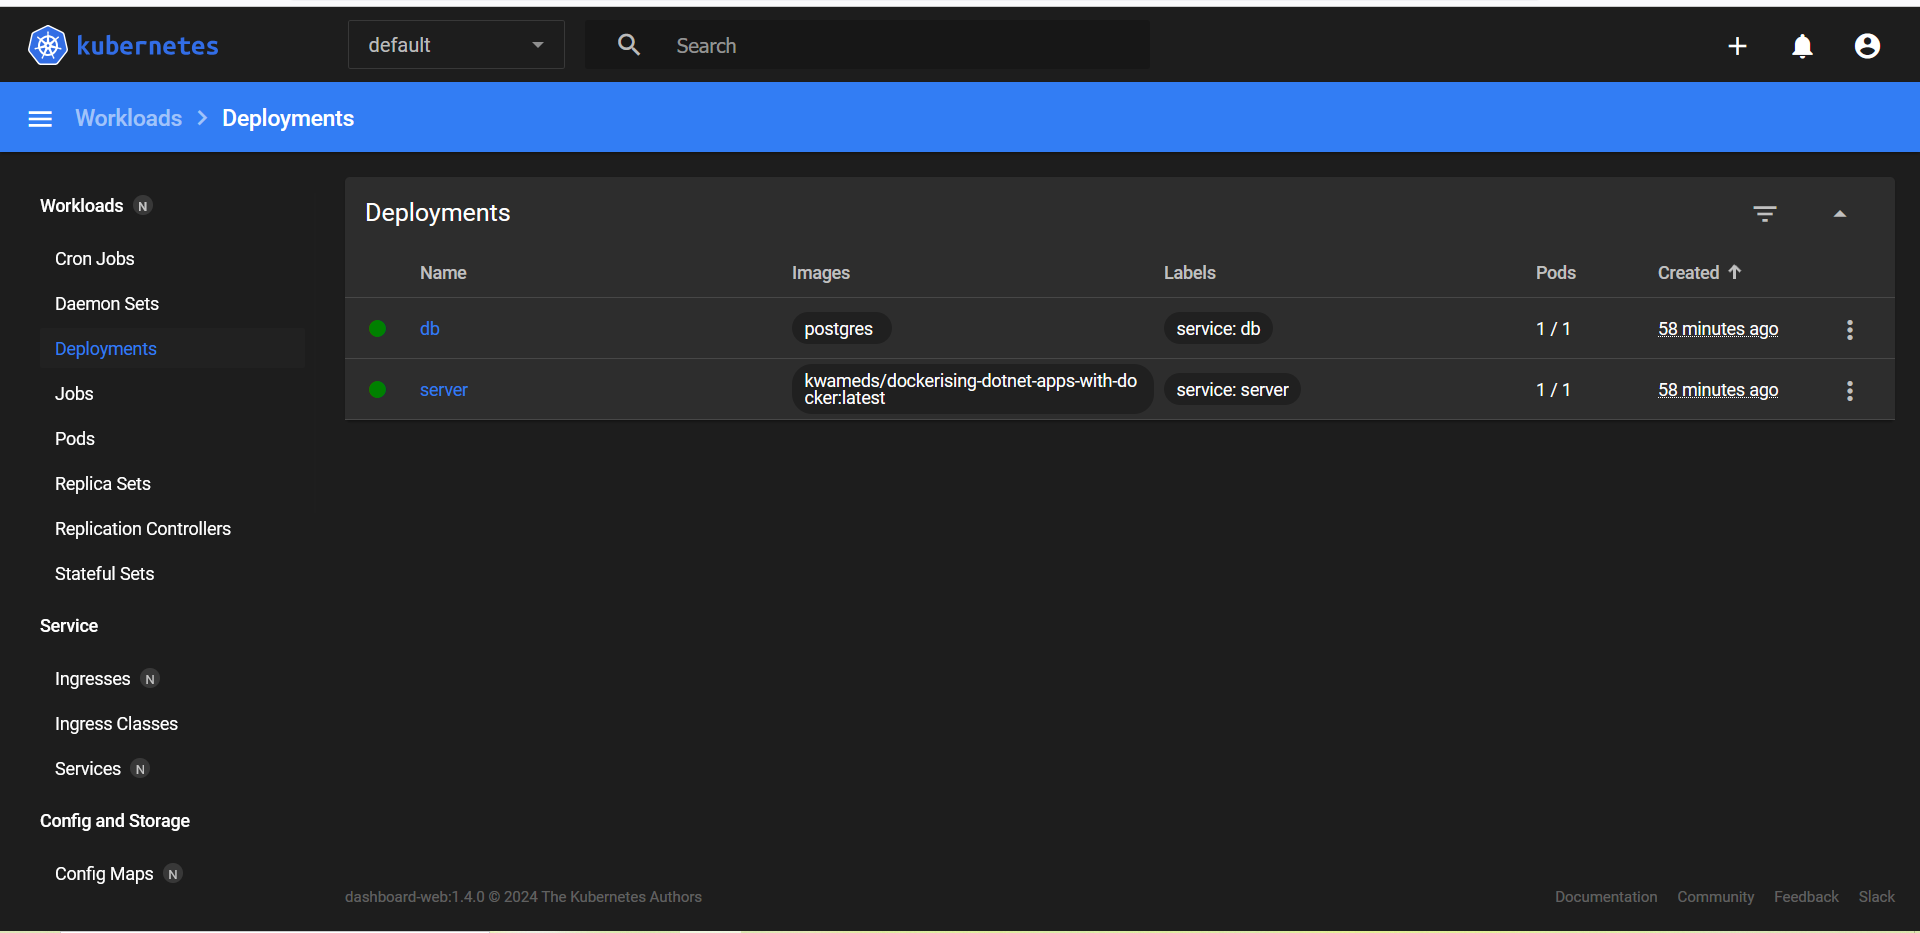 kubernetes
default
Search
Workloads
Deployments
Workloads N
Cron Jobs
Daemon Sets
Deployments
Jobs
Pods
Replica Sets
Replication Controllers
Stateful Sets
Service
Ingresses N
Ingress Classes
Services N
Config and Storage
Config Maps N
Deployments
Name Images Labels Pods Created
db postgres service: db 1 / 1 58 minutes ago
server kwameds/dockerising-dotnet-apps-with-do
cker:latest service: server 1 / 1 58 minutes ago
dashboard-web:1.4.0 © 2024 The Kubernetes Authors
Documentation Community Feedback Slack